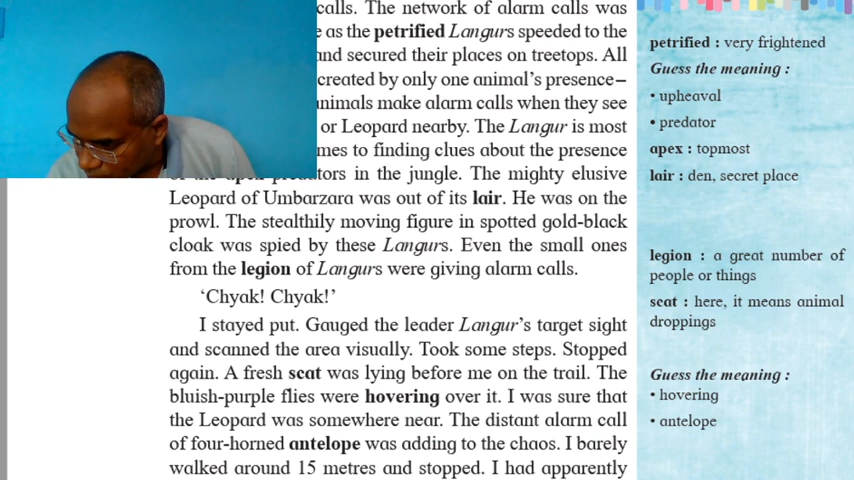 calls. The network of alarm calls was
as the petrified Langurs speeded to the
and secured their places on treetops. All
created by only one animal's presence–
animals make alarm calls when they see
or Leopard nearby. The Langur is most
mes to finding clues about the presence
of the apex predators in the jungle. The mighty elusive
Leopard of Umbarzara was out of its lair. He was on the
prowl. The stealthily moving figure in spotted gold-black
cloak was spied by these Langurs. Even the small ones
from the legion of Langurs were giving alarm calls.
'Chyak! Chyak!'
I stayed put. Gauged the leader Langur's target sight
and scanned the area visually. Took some steps. Stopped
again. A fresh scat was lying before me on the trail. The
bluish-purple flies were hovering over it. I was sure that
the Leopard was somewhere near. The distant alarm call
of four-horned antelope was adding to the chaos. I barely
walked around 15 metres and stopped. I had apparently
petrified : very frightened
Guess the meaning :
• upheaval
• predator
apex : topmost
lair : den, secret place
legion : a great number of
people or things
scat : here, it means animal
droppings
Guess the meaning :
• hovering
• antelope